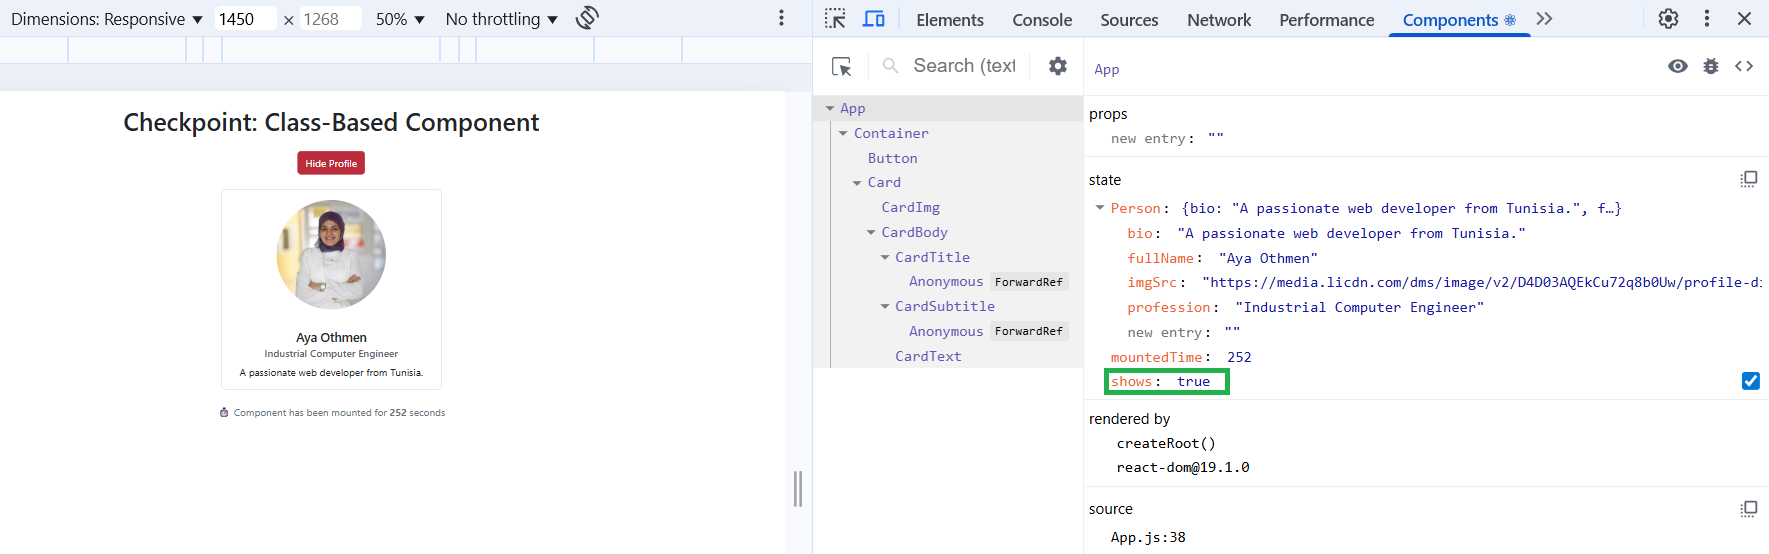 Dimensions: Responsive ▼ 1450 × 1268 50% ▼ No throttling ▼
Elements Console Sources Network Performance Components
Checkpoint: Class-Based Component
Hide Profile
Aya Othmen
Industrial Computer Engineer
A passionate web developer from Tunisia.
Component has been mounted for 252 seconds
Search (text
App
Container
Button
Card
CardImg
CardBody
CardTitle
Anonymous ForwardRef
CardSubtitle
Anonymous ForwardRef
CardText
App
props
new entry: ""
state
Person: {bio: "A passionate web developer from Tunisia.", f…}
bio: "A passionate web developer from Tunisia."
fullName: "Aya Othmen"
imgSrc: "https://media.licdn.com/dms/image/v2/D4D03AQEkCu72q8b0Uw/profile-di
profession: "Industrial Computer Engineer"
new entry: ""
mountedTime: 252
shows: true
rendered by
createRoot()
react-dom@19.1.0
source
App.js:38